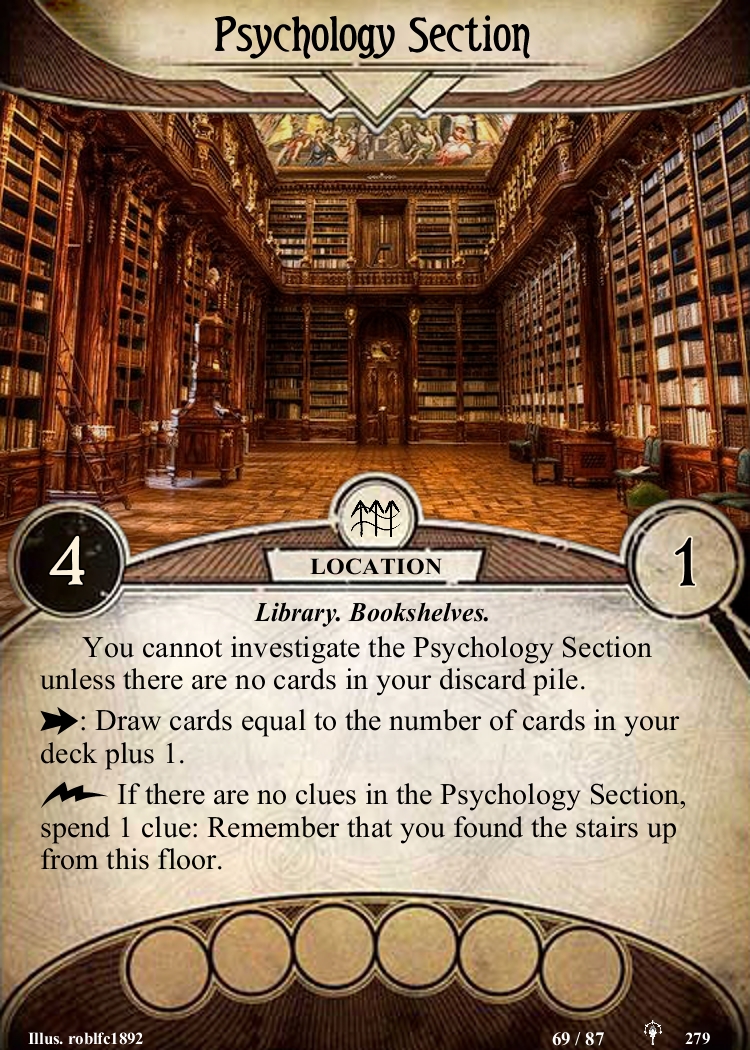 Psychology Section
4
LOCATION
1
Library. Bookshelves.
You cannot investigate the Psychology Section
unless there are no cards in your discard pile.
: Draw cards equal to the number of cards in your
deck plus 1.
If there are no clues in the Psychology Section,
spend 1 clue: Remember that you found the stairs up
from this floor.
Illus. roblfc1892
69 / 87
279